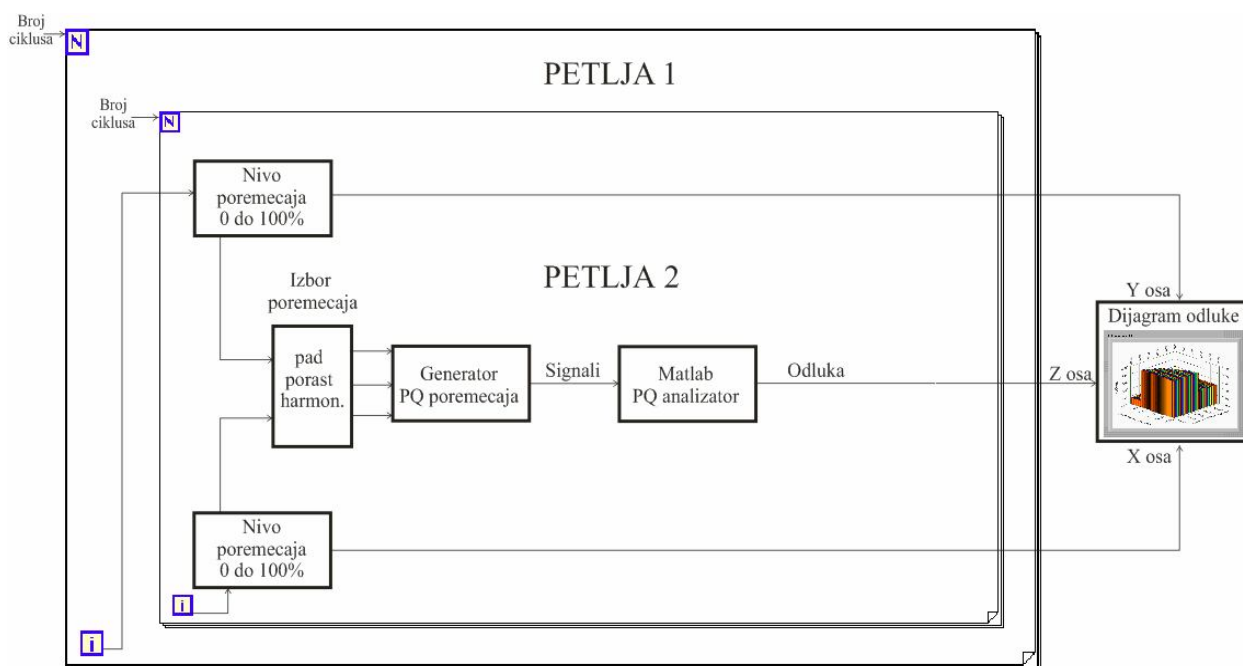 Broj
ciklusa
N
PETLJA 1
Broj
ciklusa
N
Nivo
poremecaja
0 do 100%
PETLJA 2
Izbor
poremecaja
pad
porast
harmon.
Generator
PQ poremecaja
Signali
Matlab
PQ analizator
Odluka
Y osa
Dijagram odluke
Z osa
X osa
Nivo
poremecaja
0 do 100%
i
i